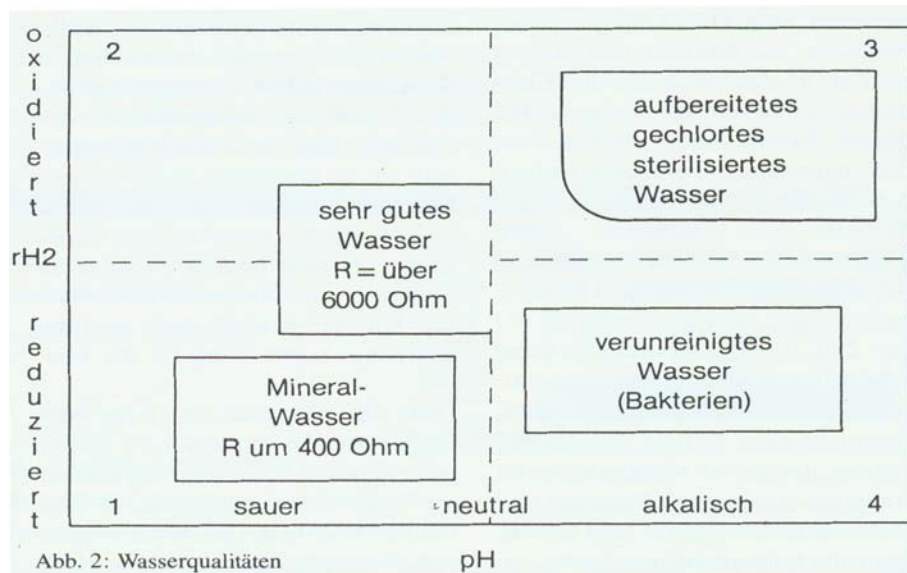 oxidiert
rH2
reduziert
2
3
aufbereitetes
gechlortes
sterilisiertes
Wasser
sehr gutes
Wasser
R = über
6000 Ohm
verunreinigtes
Wasser
(Bakterien)
Mineral-
Wasser
R um 400 Ohm
1 sauer neutral alkalisch 4
Abb. 2: Wasserqualitäten pH